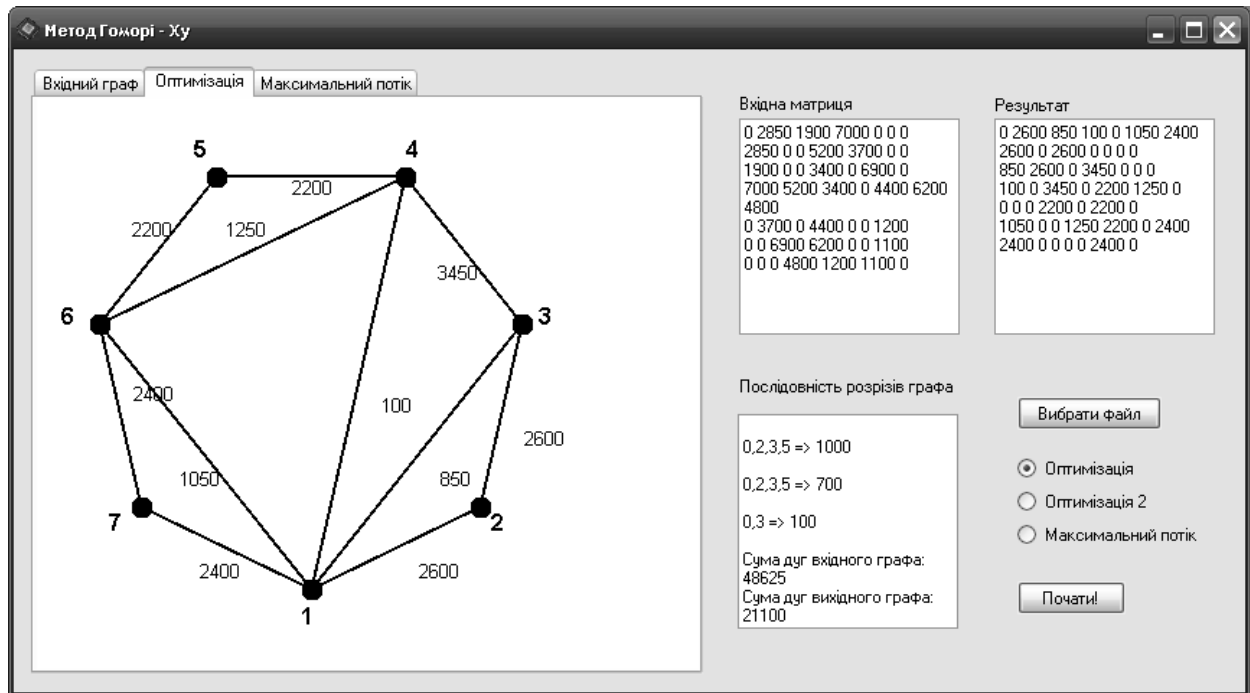 Метод Гоморі - Ху
Вхідний граф Оптимізація Максимальний потік
5
4
2200
2200
1250
3450
6
3
2400
100
2600
1050
850
7
2
2400
2600
1
Вхідна матриця
0 2850 1900 7000 0 0 0
2850 0 0 5200 3700 0 0
1900 0 0 3400 0 6900 0
7000 5200 3400 0 4400 6200
4800
0 3700 0 4400 0 0 1200
0 0 6900 6200 0 0 1100
0 0 0 4800 1200 1100 0
Результат
0 2600 850 100 0 1050 2400
2600 0 2600 0 0 0 0
850 2600 0 3450 0 0 0
100 0 3450 0 2200 1250 0
0 0 0 2200 0 2200 0
1050 0 0 1250 2200 0 2400
2400 0 0 0 0 2400 0
Послідовність розрізів графа
0,2,3,5 => 1000
0,2,3,5 => 700
0,3 => 100
Сума дуг вхідного графа:
48625
Сума дуг вихідного графа:
21100
Вибрати файл
Оптимізація
Оптимізація 2
Максимальний потік
Почати!